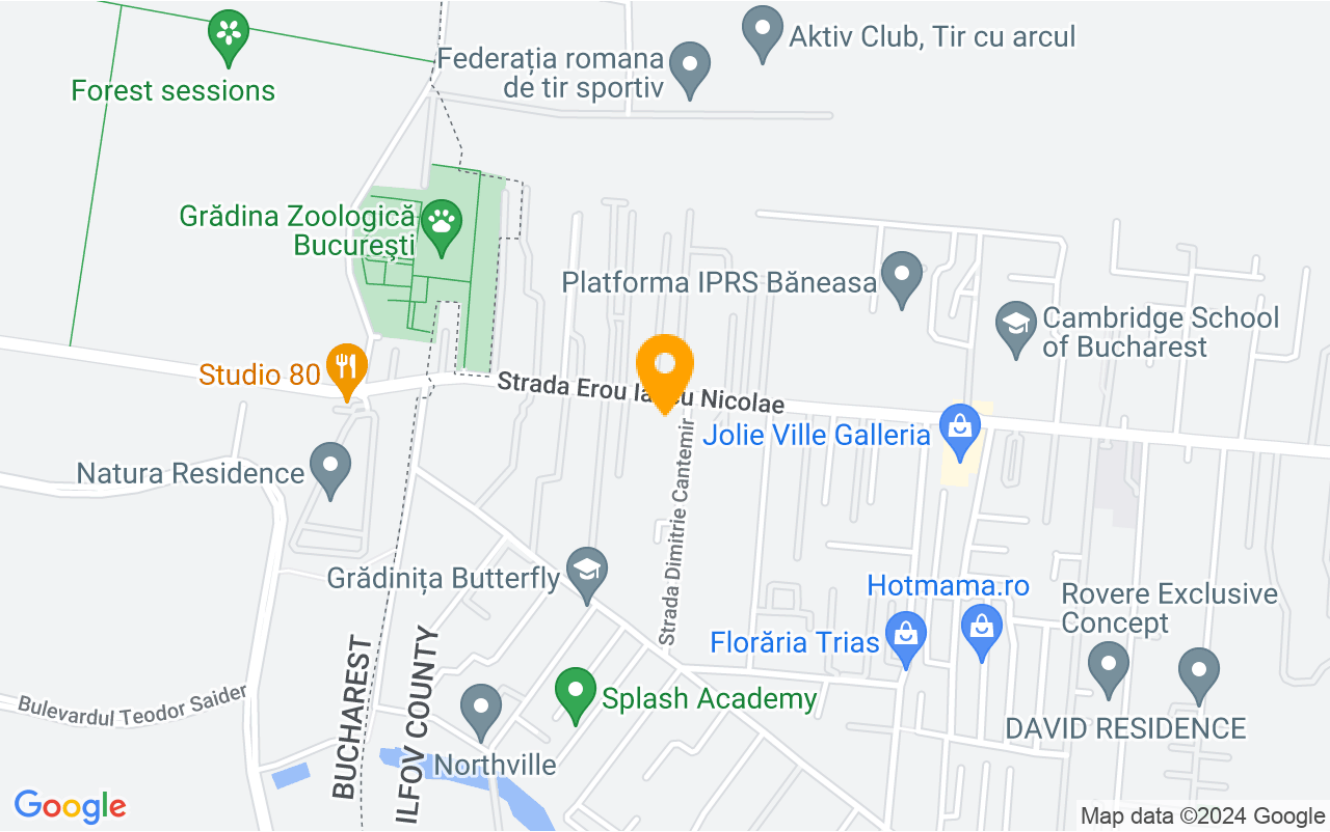 Aktiv Club, Tir cu arcul
Federația romana
de tir sportiv
Forest sessions
Grădina Zoologică
București
Platforma IPRS Băneasa
Cambridge School
of Bucharest
Studio 80
Strada Erou Nicolae
Jolie Ville Galleria
Natura Residence
Strada Dimitrie Cantemir
Grădinița Butterfly
Hotmama.ro
Rovere Exclusive
Concept
Florăria Trias
BUCHAREST
ILFOV COUNTY
Splash Academy
Bulevardul Teodor Saider
DAVID RESIDENCE
Northville
Google
Map data ©2024 Google